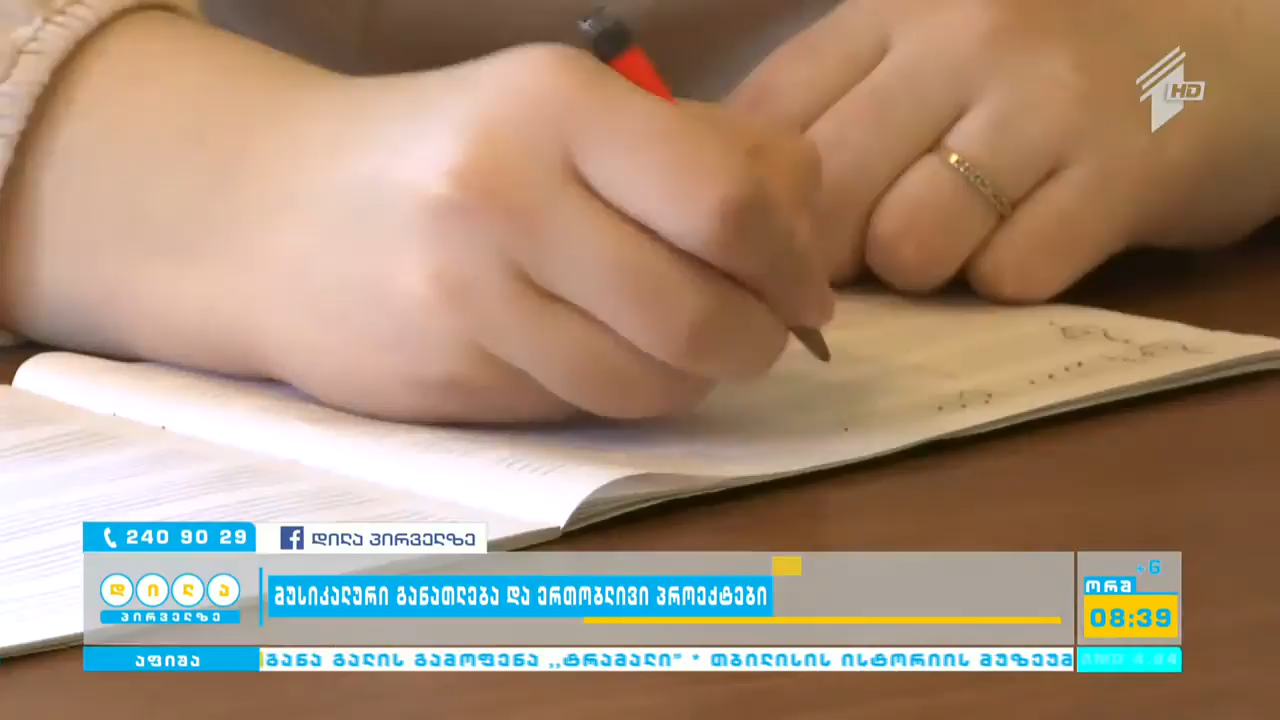 HD
240 90 29
დილა პირველზე
დილა
პირველზე
მუსიკალური განათლება და ერთობლივი პროექტები
+6
ორშ
08:39
აფიშა
განა გალის გამოფენა ,,ტრამალი" * თბილისის ისტორიის მუზეუმ